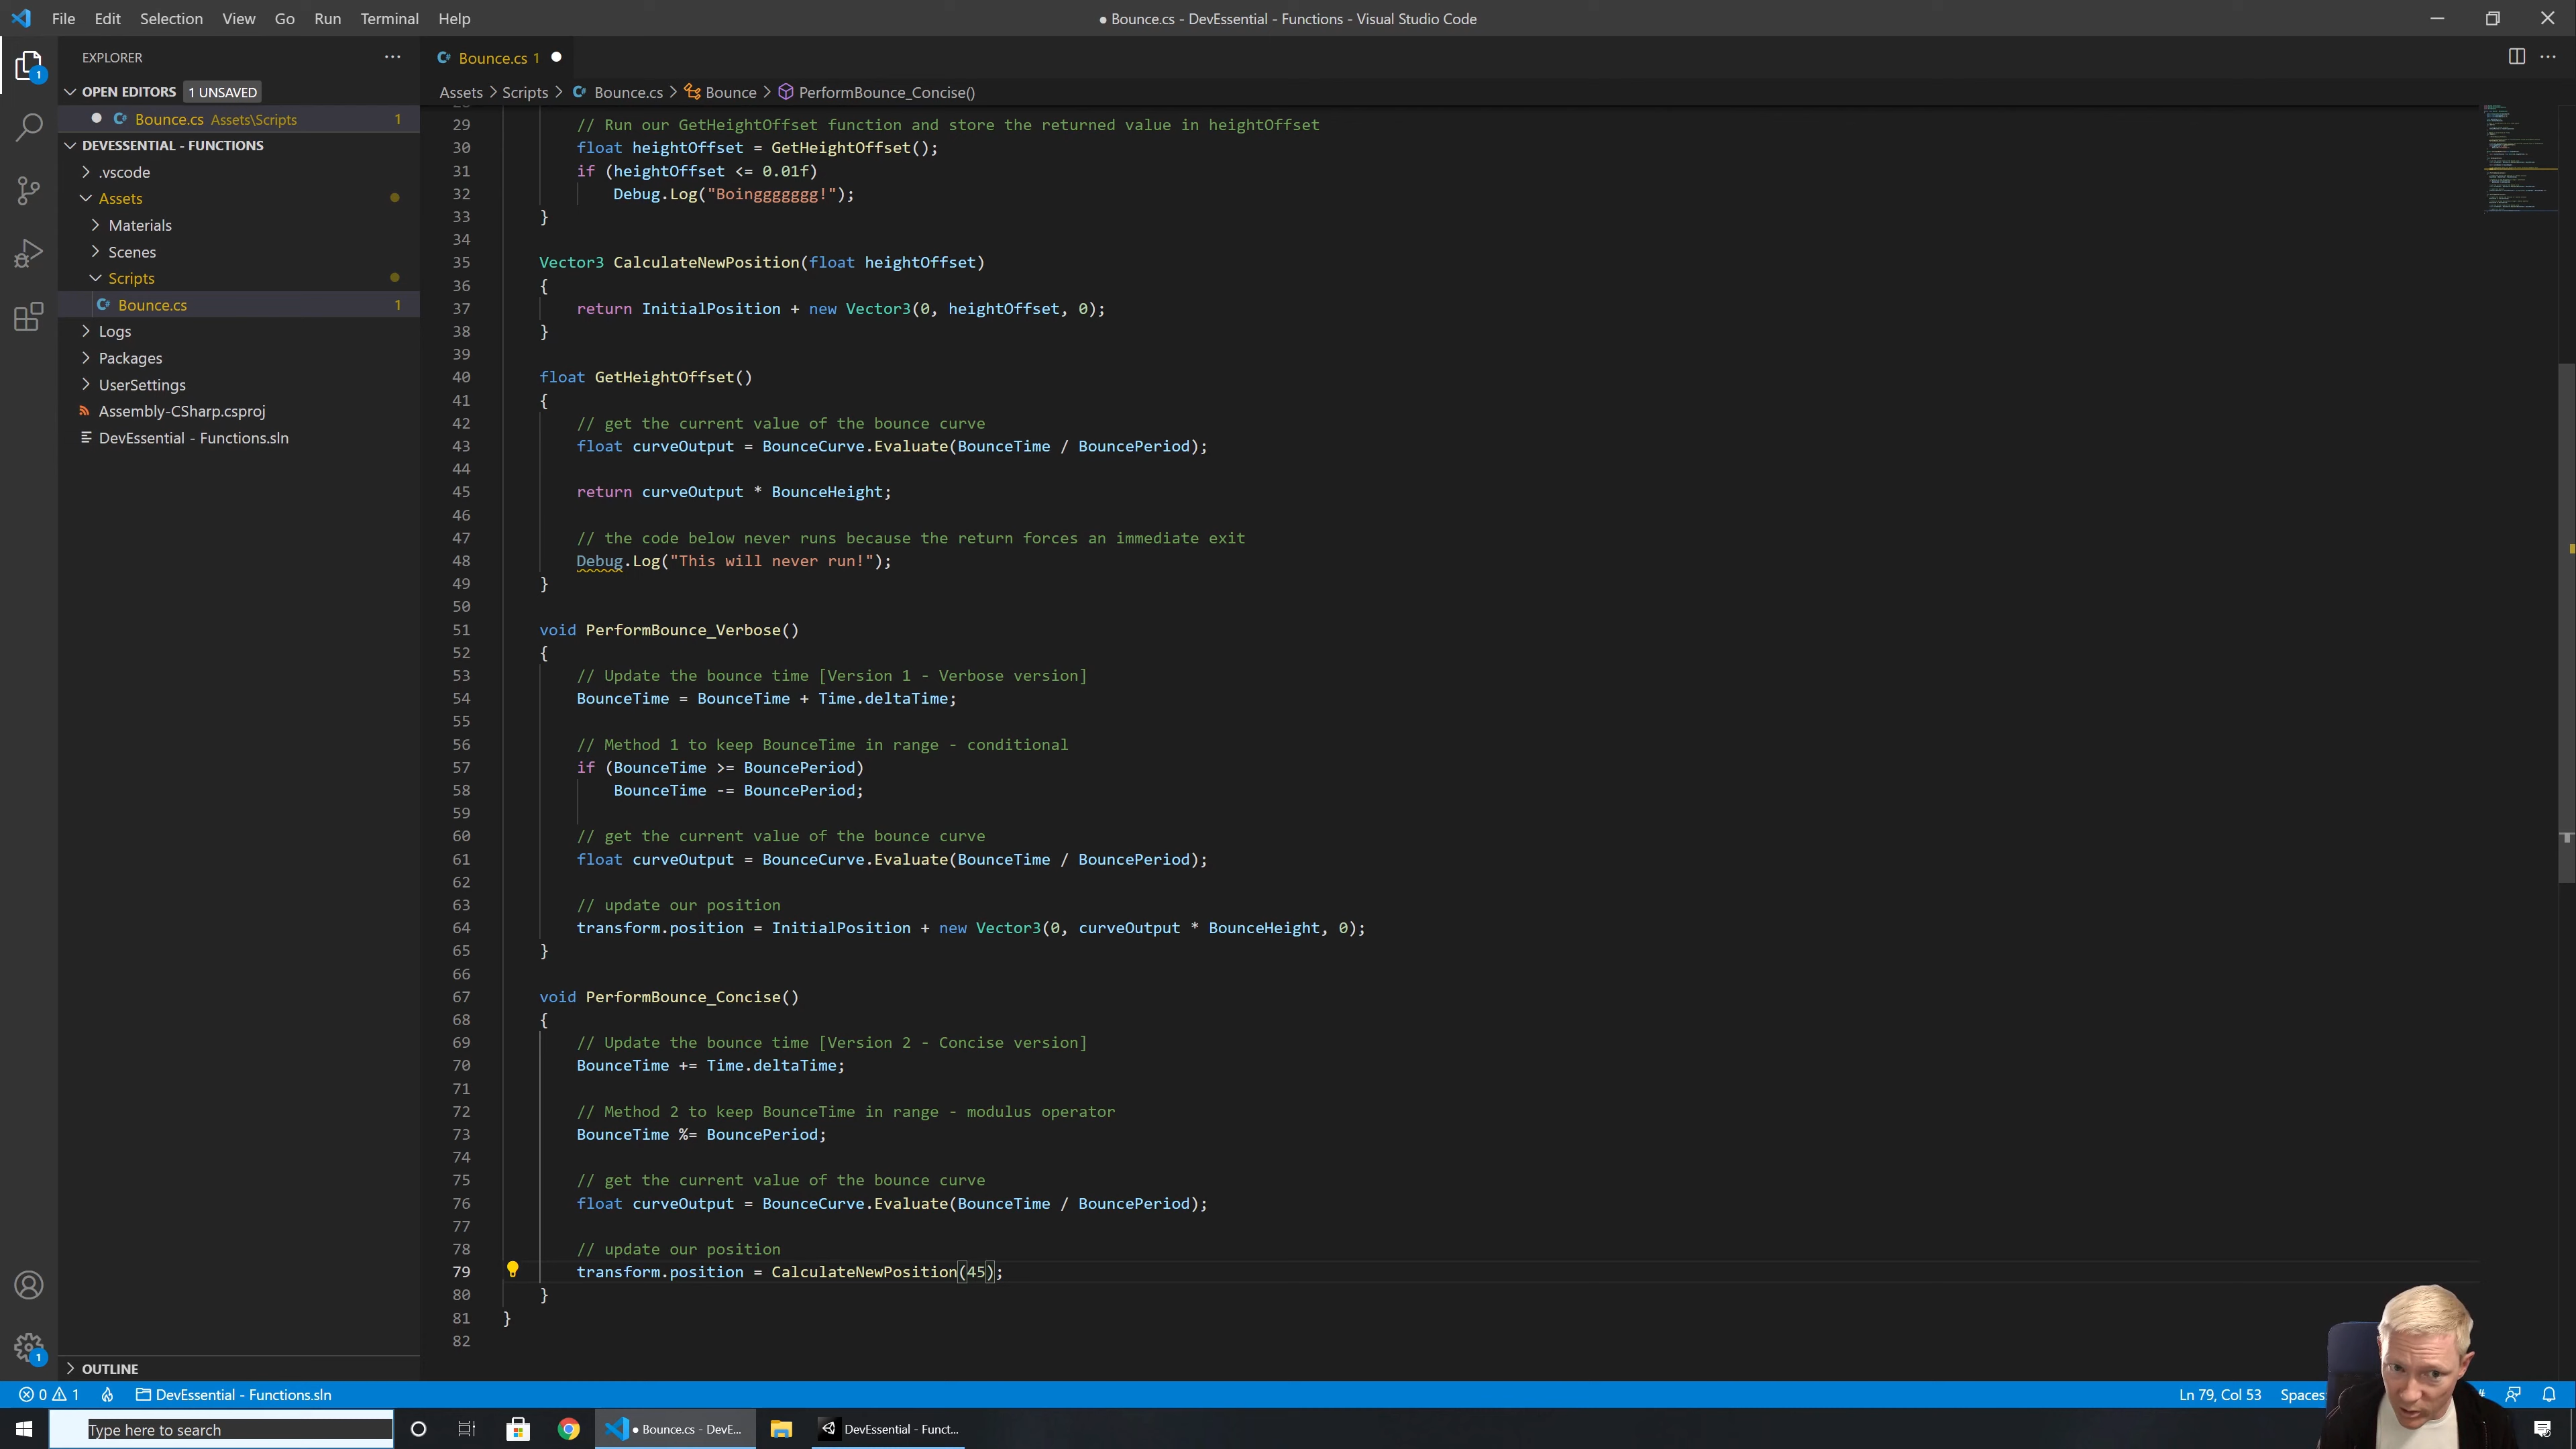 File Edit Selection View Go Run Terminal Help
● Bounce.cs - DevEssential - Functions - Visual Studio Code
EXPLORER
OPEN EDITORS 1 UNSAVED
Bounce.cs Assets\Scripts 1
DEVESSENTIAL - FUNCTIONS
.vscode
Assets
Materials
Scenes
Scripts
Bounce.cs 1
Logs
Packages
UserSettings
Assembly-CSharp.csproj
DevEssential - Functions.sln
OUTLINE
1
1
Bounce.cs 1
Assets > Scripts > Bounce.cs > Bounce > PerformBounce_Concise()
29 // Run our GetHeightOffset function and store the returned value in heightOffset
30 float heightOffset = GetHeightOffset();
31 if (heightOffset <= 0.01f)
32 Debug.Log("Boinggggggg!");
33 }
34
35 Vector3 CalculateNewPosition(float heightOffset)
36 {
37 return InitialPosition + new Vector3(0, heightOffset, 0);
38 }
39
40 float GetHeightOffset()
41 {
42 // get the current value of the bounce curve
43 float curveOutput = BounceCurve.Evaluate(BounceTime / BouncePeriod);
44
45 return curveOutput * BounceHeight;
46
47 // the code below never runs because the return forces an immediate exit
48 Debug.Log("This will never run!");
49 }
50
51 void PerformBounce_Verbose()
52 {
53 // Update the bounce time [Version 1 - Verbose version]
54 BounceTime = BounceTime + Time.deltaTime;
55
56 // Method 1 to keep BounceTime in range - conditional
57 if (BounceTime >= BouncePeriod)
58 BounceTime -= BouncePeriod;
59
60 // get the current value of the bounce curve
61 float curveOutput = BounceCurve.Evaluate(BounceTime / BouncePeriod);
62
63 // update our position
64 transform.position = InitialPosition + new Vector3(0, curveOutput * BounceHeight, 0);
65 }
66
67 void PerformBounce_Concise()
68 {
69 // Update the bounce time [Version 2 - Concise version]
70 BounceTime += Time.deltaTime;
71
72 // Method 2 to keep BounceTime in range - modulus operator
73 BounceTime %= BouncePeriod;
74
75 // get the current value of the bounce curve
76 float curveOutput = BounceCurve.Evaluate(BounceTime / BouncePeriod);
77
78 // update our position
79 transform.position = CalculateNewPosition(45);
80 }
81 }
82
0 1 DevEssential - Functions.sln
Ln 79, Col 53 Spaces
Type here to search
● Bounce.cs - DevE...
DevEssential - Funct...